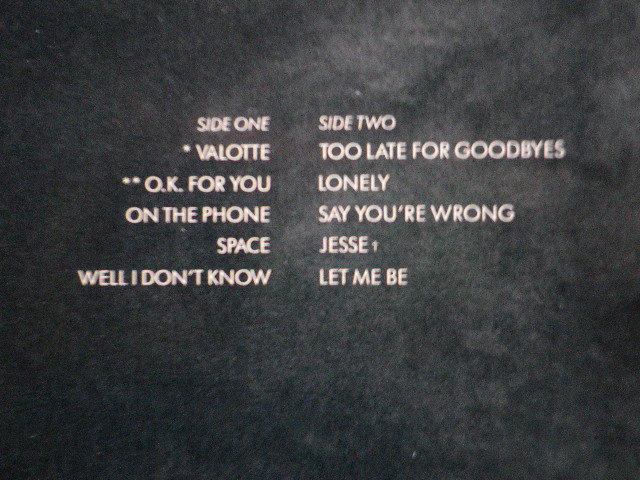 SIDE ONE
* VALOTTE
** O.K. FOR YOU
ON THE PHONE
SPACE
WELL I DON'T KNOW
SIDE TWO
TOO LATE FOR GOODBYES
LONELY
SAY YOU'RE WRONG
JESSE †
LET ME BE